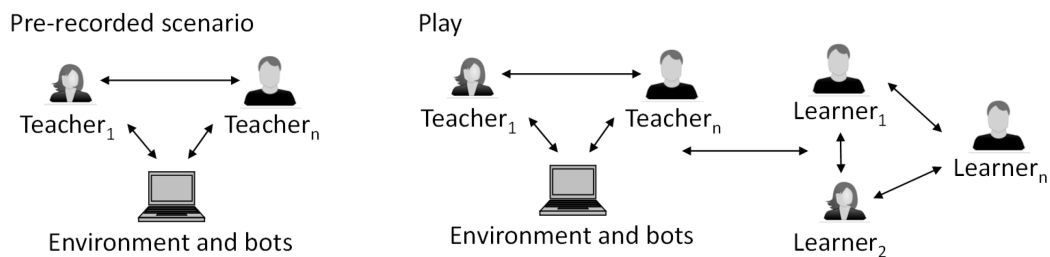 Pre-recorded scenario
Teacher₁ Teacherₙ
Environment and bots
Play
Teacher₁ Teacherₙ
Environment and bots
Learner₁
Learnerₙ
Learner₂